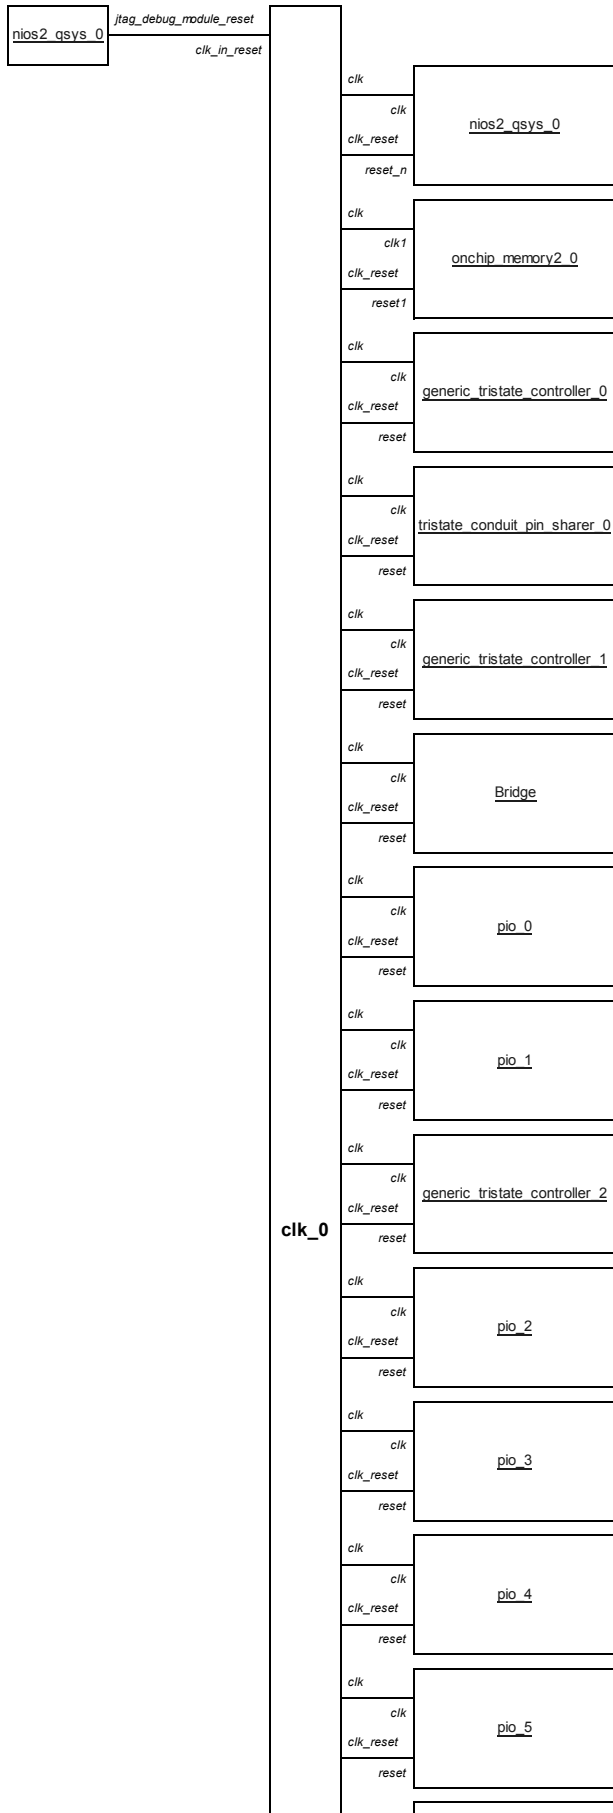 jtag_debug_module_reset
nios2_qsys_0
clk_in_reset
clk
clk
nios2_qsys_0
clk_reset
reset_n
clk
clk1
onchip_memory2_0
clk_reset
reset1
clk
clk
generic_tristate_controller_0
clk_reset
reset
clk
clk
tristate_conduit_pin_sharer_0
clk_reset
reset
clk
clk
generic_tristate_controller_1
clk_reset
reset
clk
clk
Bridge
clk_reset
reset
clk
clk
pio_0
clk_reset
reset
clk
clk
pio_1
clk_reset
reset
clk
clk
generic_tristate_controller_2
clk_reset
clk_0
reset
clk
clk
pio_2
clk_reset
reset
clk
clk
pio_3
clk_reset
reset
clk
clk
pio_4
clk_reset
reset
clk
clk
pio_5
clk_reset
reset